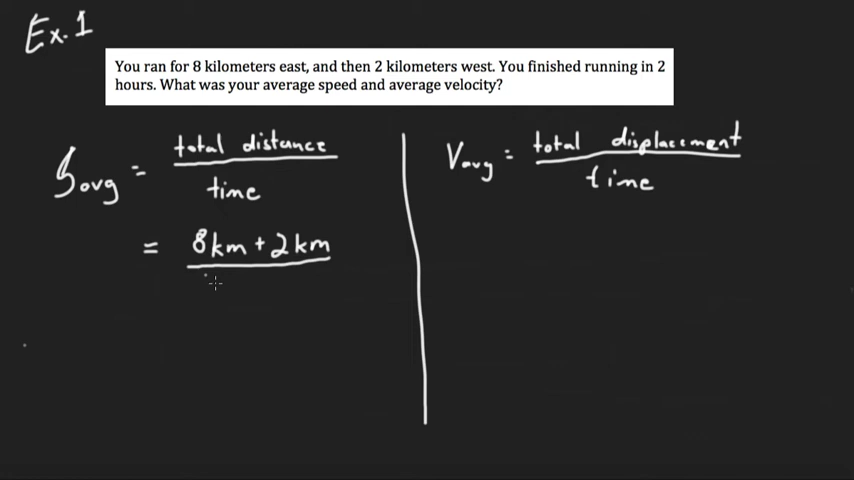 Ex. 1
You ran for 8 kilometers east, and then 2 kilometers west. You finished running in 2
hours. What was your average speed and average velocity?
Savg = total distance
time
= 8km + 2km
Vavg = total displacement
time